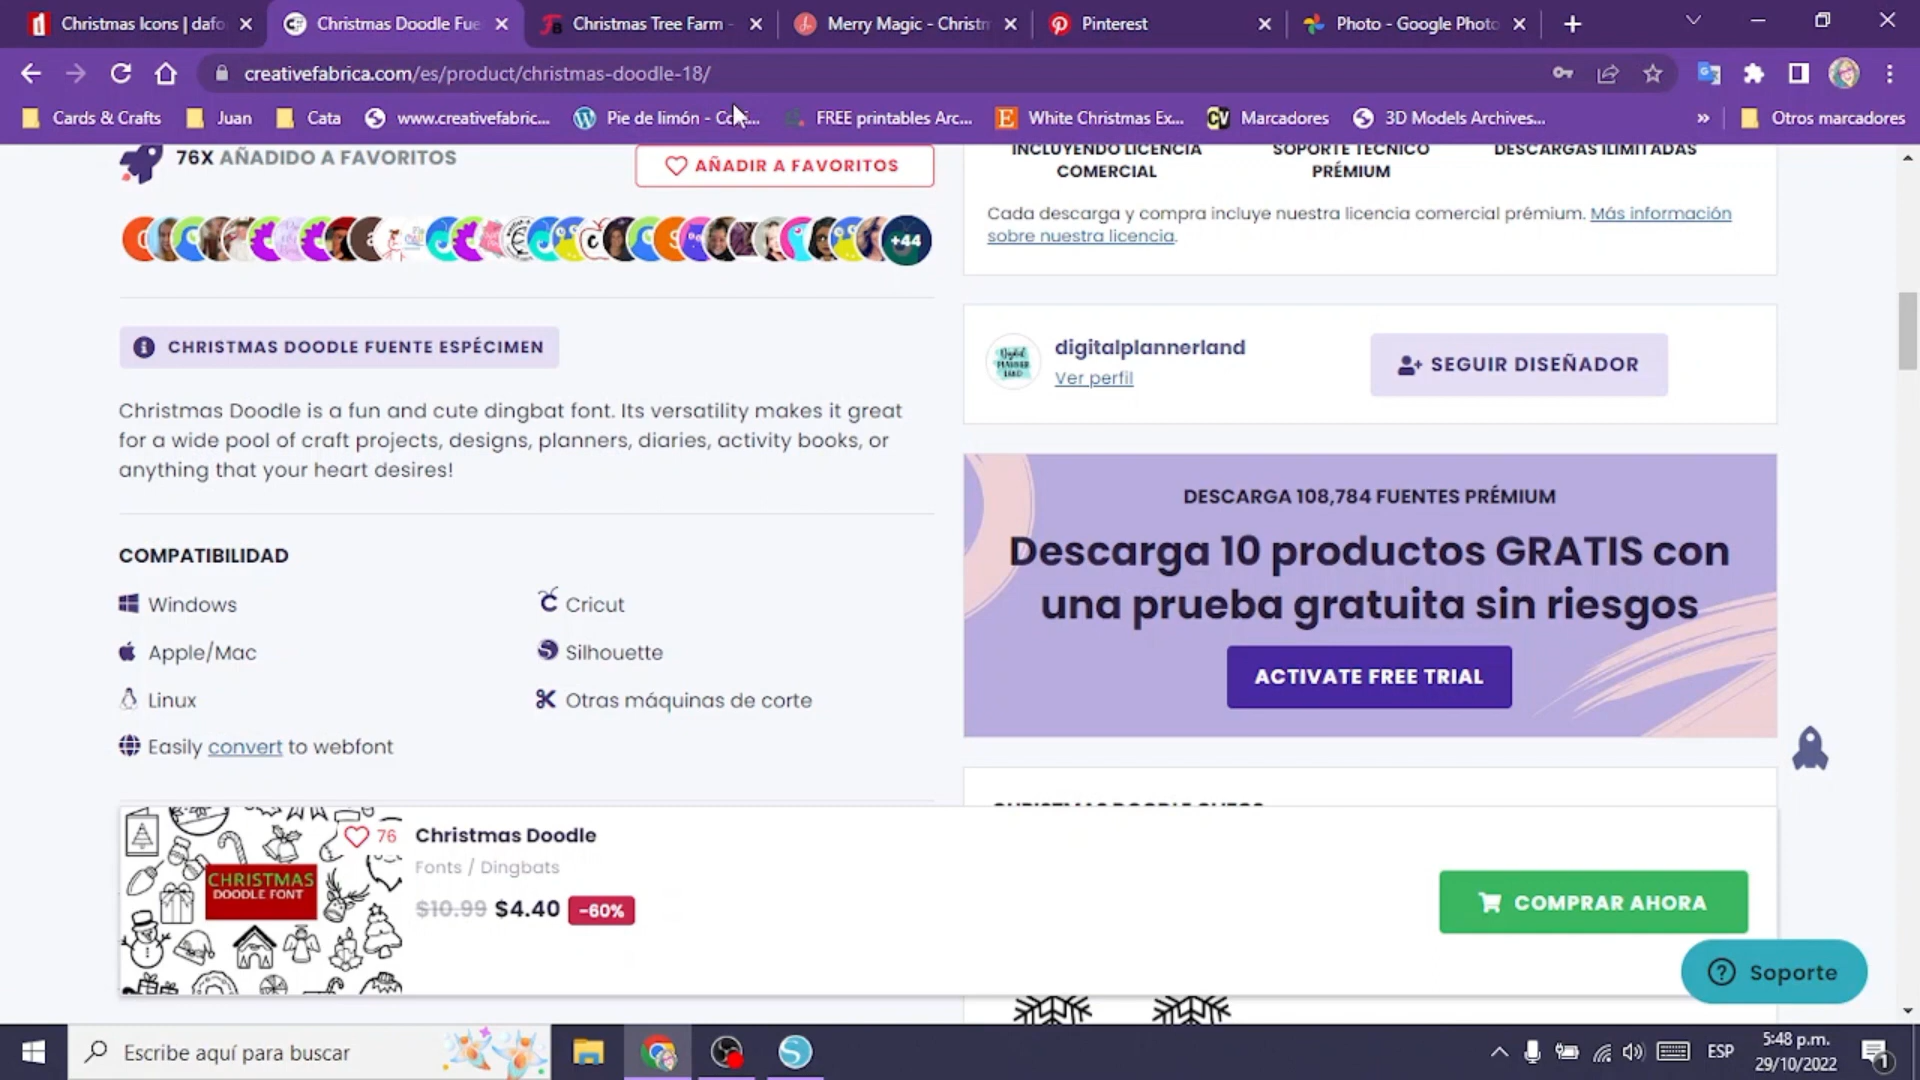 Christmas Icons | dafo
Christmas Doodle Fue
Christmas Tree Farm -
Merry Magic - Christm
Pinterest
Photo - Google Photo
creativefabrica.com/es/product/christmas-doodle-18/
Cards & Crafts
Juan
Cata
www.creativefabric...
Pie de limón - Co
FREE printables Arc...
White Christmas Ex...
Marcadores
3D Models Archives...
»
Otros marcadores
76X AÑADIDO A FAVORITOS
AÑADIR A FAVORITOS
+44
CHRISTMAS DOODLE FUENTE ESPÉCIMEN
Christmas Doodle is a fun and cute dingbat font. Its versatility makes it great
for a wide pool of craft projects, designs, planners, diaries, activity books, or
anything that your heart desires!
COMPATIBILIDAD
Windows
Cricut
Apple/Mac
Silhouette
Linux
Otras máquinas de corte
Easily convert to webfont
INCLUYENDO LICENCIA
COMERCIAL
SOPORTE TÉCNICO
PRÉMIUM
DESCARGAS ILIMITADAS
Cada descarga y compra incluye nuestra licencia comercial prémium. Más información
sobre nuestra licencia.
Digital
PLANNER
LAND
digitalplannerland
Ver perfil
SEGUIR DISEÑADOR
DESCARGA 108,784 FUENTES PRÉMIUM
Descarga 10 productos GRATIS con
una prueba gratuita sin riesgos
ACTIVATE FREE TRIAL
CHRISTMAS
DOODLE FONT
76
Christmas Doodle
Fonts / Dingbats
$10.99 $4.40 -60%
COMPRAR AHORA
Soporte
Escribe aquí para buscar
ESP
5:48 p.m.
29/10/2022
1